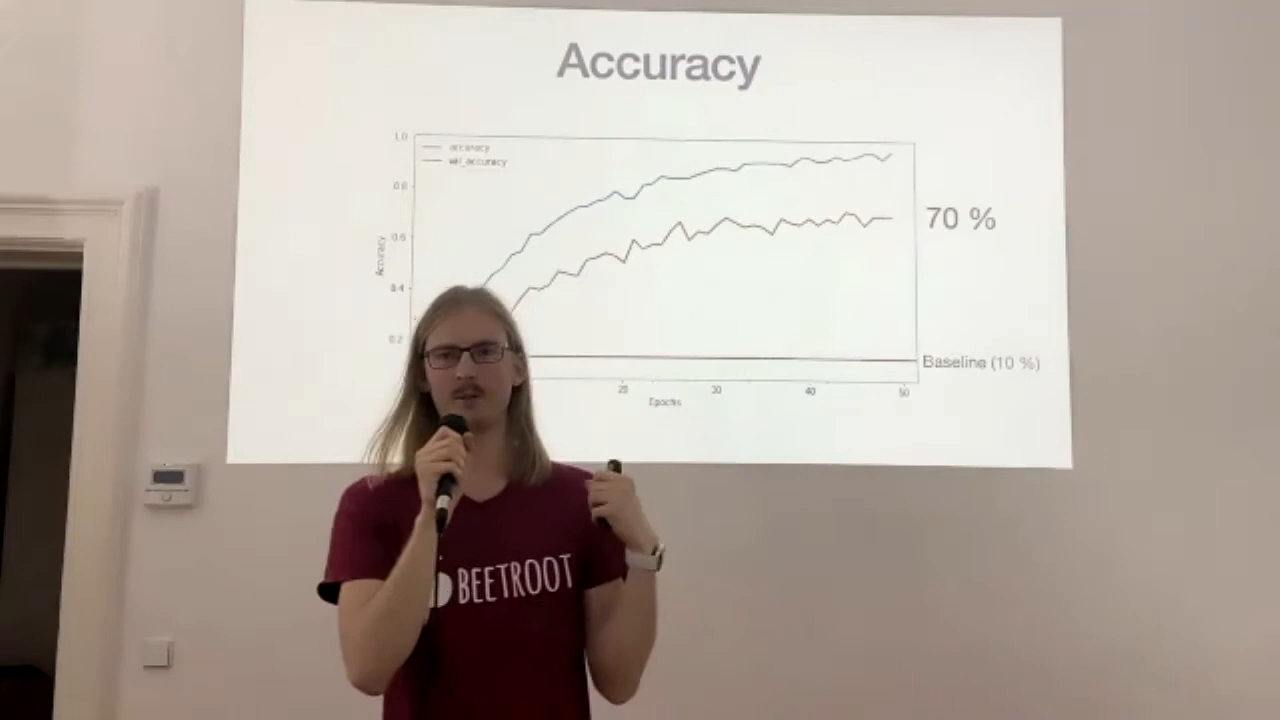 Accuracy
1.0
accuracy
val_accuracy
0.8
70 %
0.6
Accuracy
0.4
0.2
Baseline (10 %)
20
30
40
50
Epochs
BEETROOT